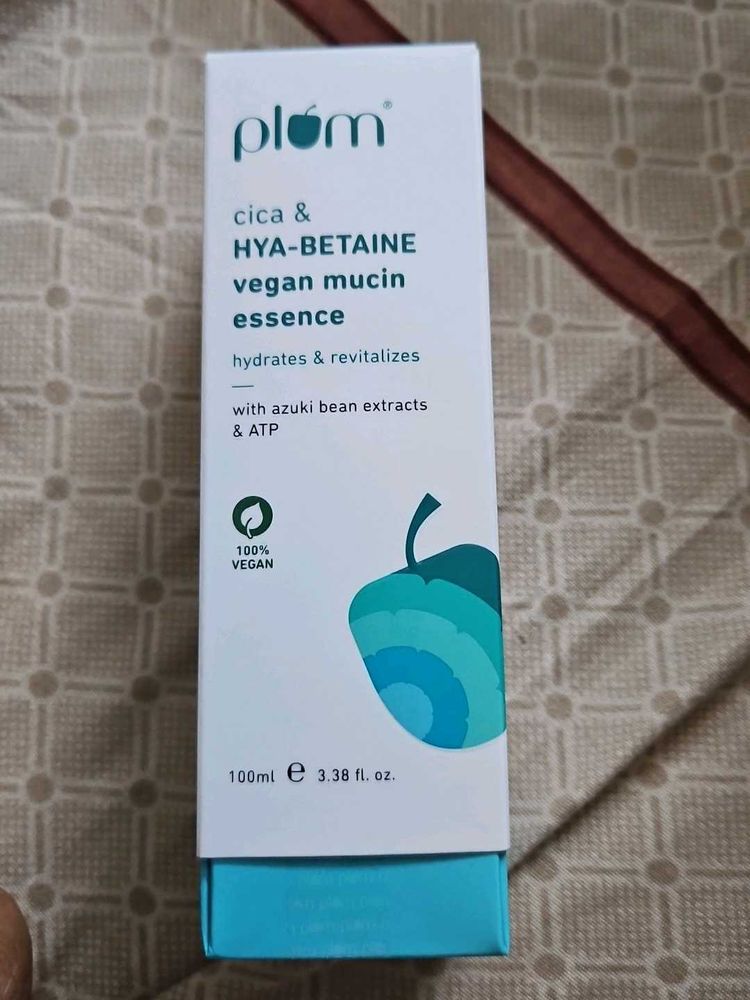 plum®
cica &
HYA-BETAINE
vegan mucin
essence
hydrates & revitalizes
with azuki bean extracts
& ATP
100%
VEGAN
100ml e 3.38 fl. oz.